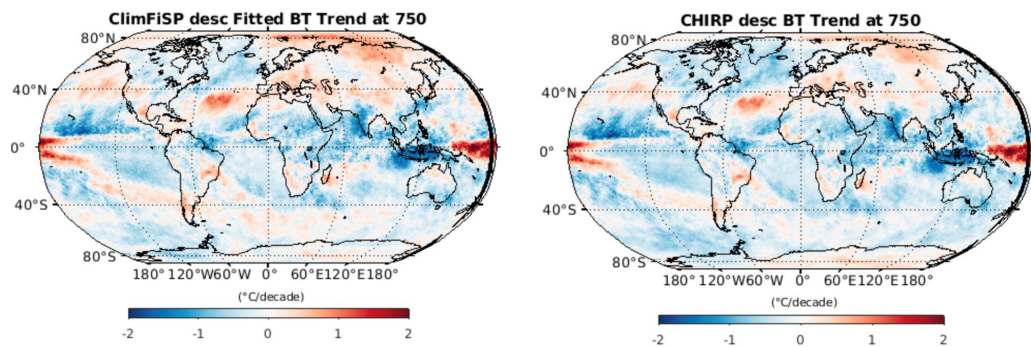 ClimFiSP desc Fitted BT Trend at 750
80°N
40°N
0°
40°S
80°S
180°120°W60°W 0° 60°E120°E180°
(°C/decade)
-2 -1 0 1 2
CHIRP desc BT Trend at 750
80°N
40°N
0°
40°S
80°S
180°120°W60°W 0° 60°E120°E180°
(°C/decade)
-2 -1 0 1 2